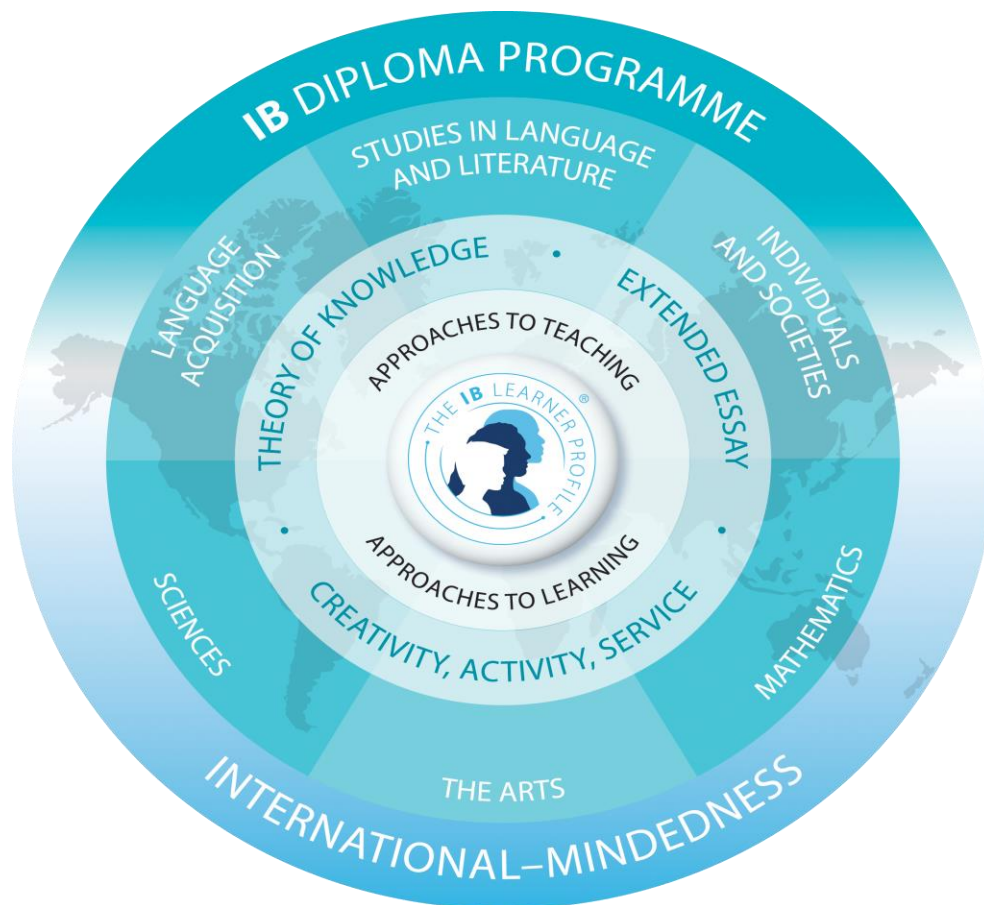 IB DIPLOMA PROGRAMME
STUDIES IN LANGUAGE
AND LITERATURE
LANGUAGE
ACQUISITION
INDIVIDUALS
AND SOCIETIES
THEORY OF KNOWLEDGE
EXTENDED ESSAY
APPROACHES TO TEACHING
THE IB LEARNER PROFILE ®
APPROACHES TO LEARNING
CREATIVITY, ACTIVITY, SERVICE
SCIENCES
MATHEMATICS
THE ARTS
INTERNATIONAL–MINDEDNESS